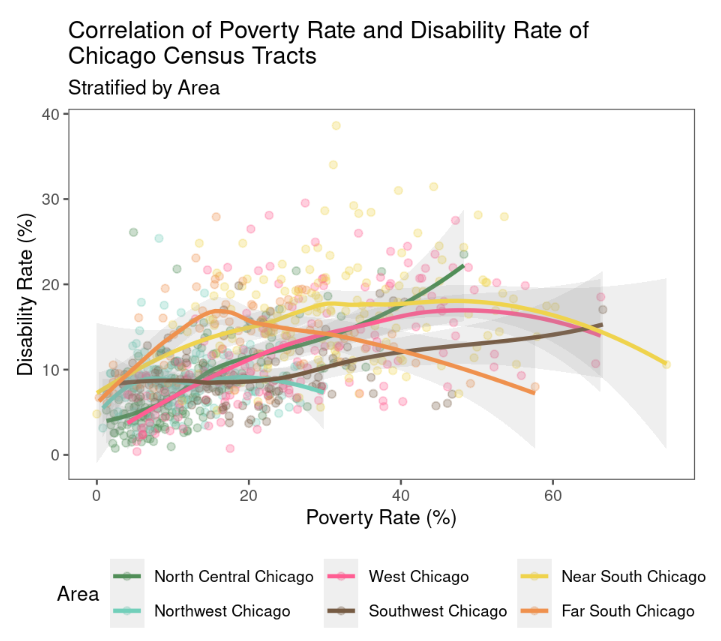 Correlation of Poverty Rate and Disability Rate of
Chicago Census Tracts
Stratified by Area
40
30
20
10
0
Disability Rate (%)
0 20 40 60
Poverty Rate (%)
Area
North Central Chicago West Chicago Near South Chicago
Northwest Chicago Southwest Chicago Far South Chicago